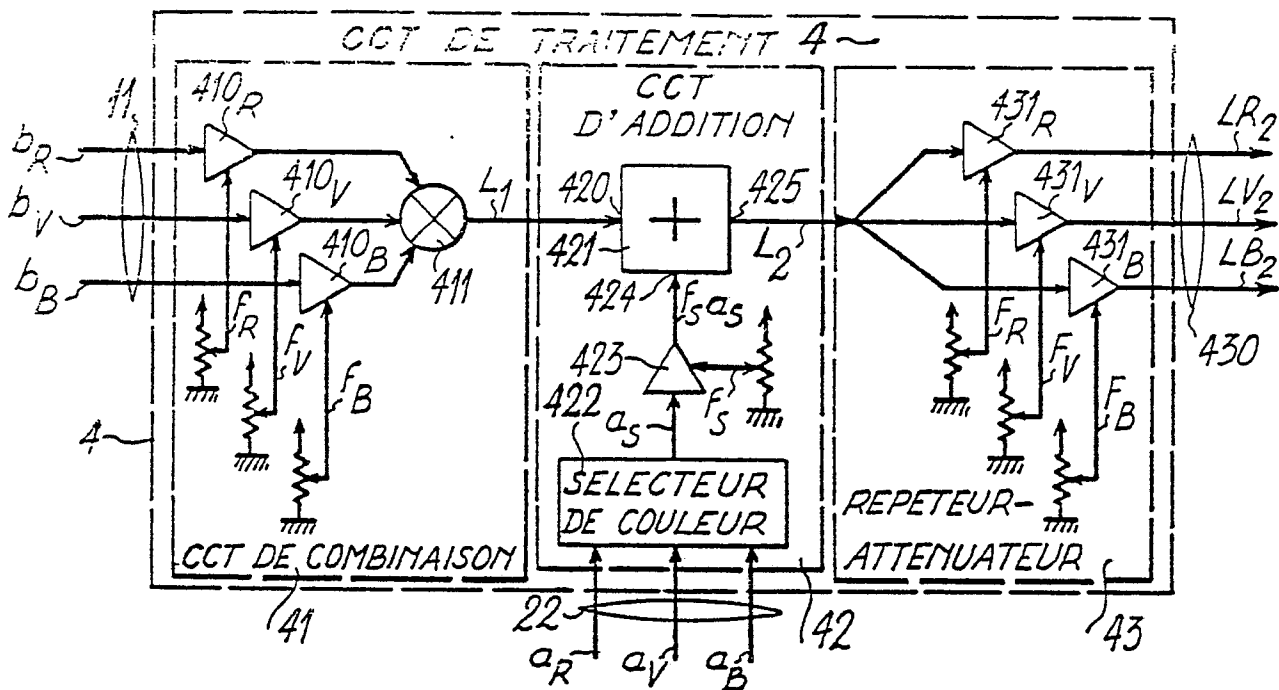 CCT DE TRAITEMENT 4
11
410R
bR
410V
bV
410B
bB
411
L1
fR
fV
fB
4
CCT DE COMBINAISON
41
CCT
D'ADDITION
420
421
+
425
424
L2
fS aS
423
fS
422
aS
SELECTEUR
DE COULEUR
22
42
aR
aV
aB
431R
LR2
431V
LV2
431B
LB2
430
FR
FV
FB
REPETEUR-
ATTENUATEUR
43